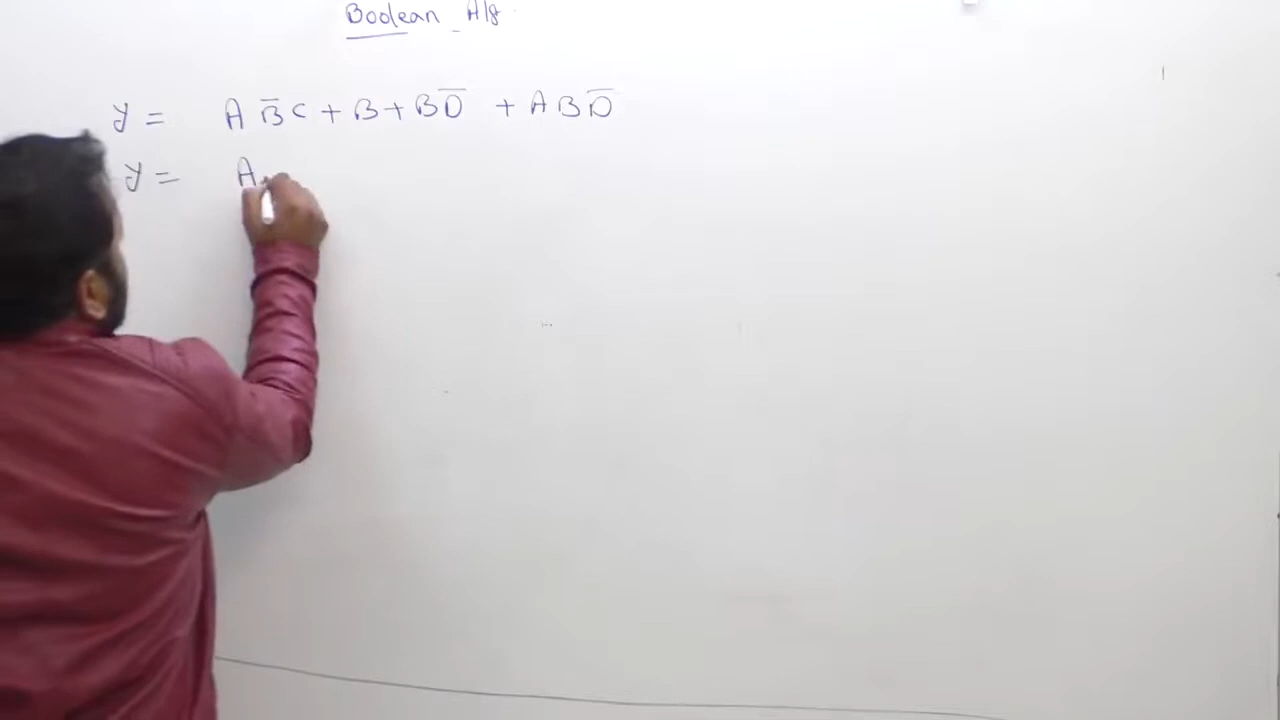 Boolean Alg.
y = A B̅ C + B + B D̅ + A B D̅
y = A